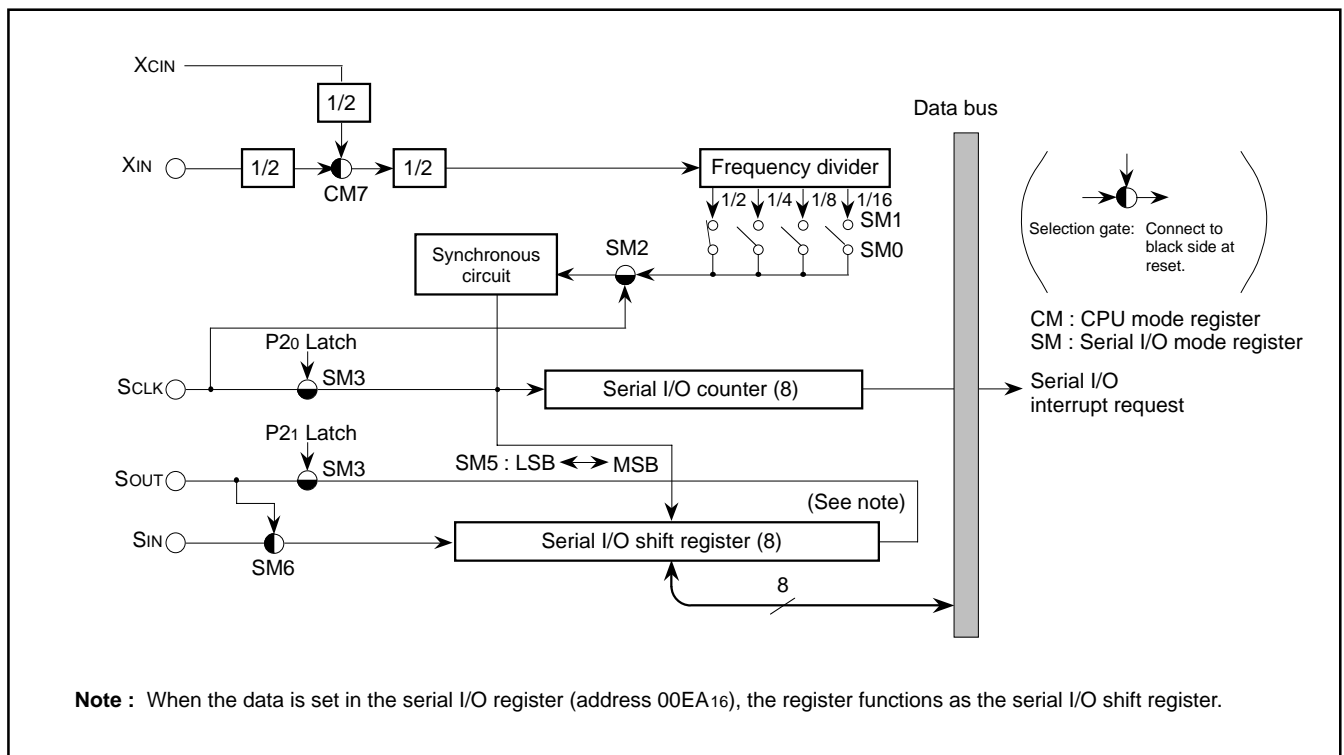 XCIN
1/2
Data bus
XIN
1/2
1/2
Frequency divider
CM7
1/2
1/4
1/8
1/16
SM1
SM0
Selection gate: Connect to
black side at
reset.
Synchronous
circuit
SM2
CM : CPU mode register
SM : Serial I/O mode register
P20 Latch
SCLK
SM3
Serial I/O counter (8)
Serial I/O
interrupt request
P21 Latch
SM5 : LSB
MSB
SOUT
SM3
(See note)
SIN
Serial I/O shift register (8)
SM6
8
Note : When the data is set in the serial I/O register (address 00EA16), the register functions as the serial I/O shift register.